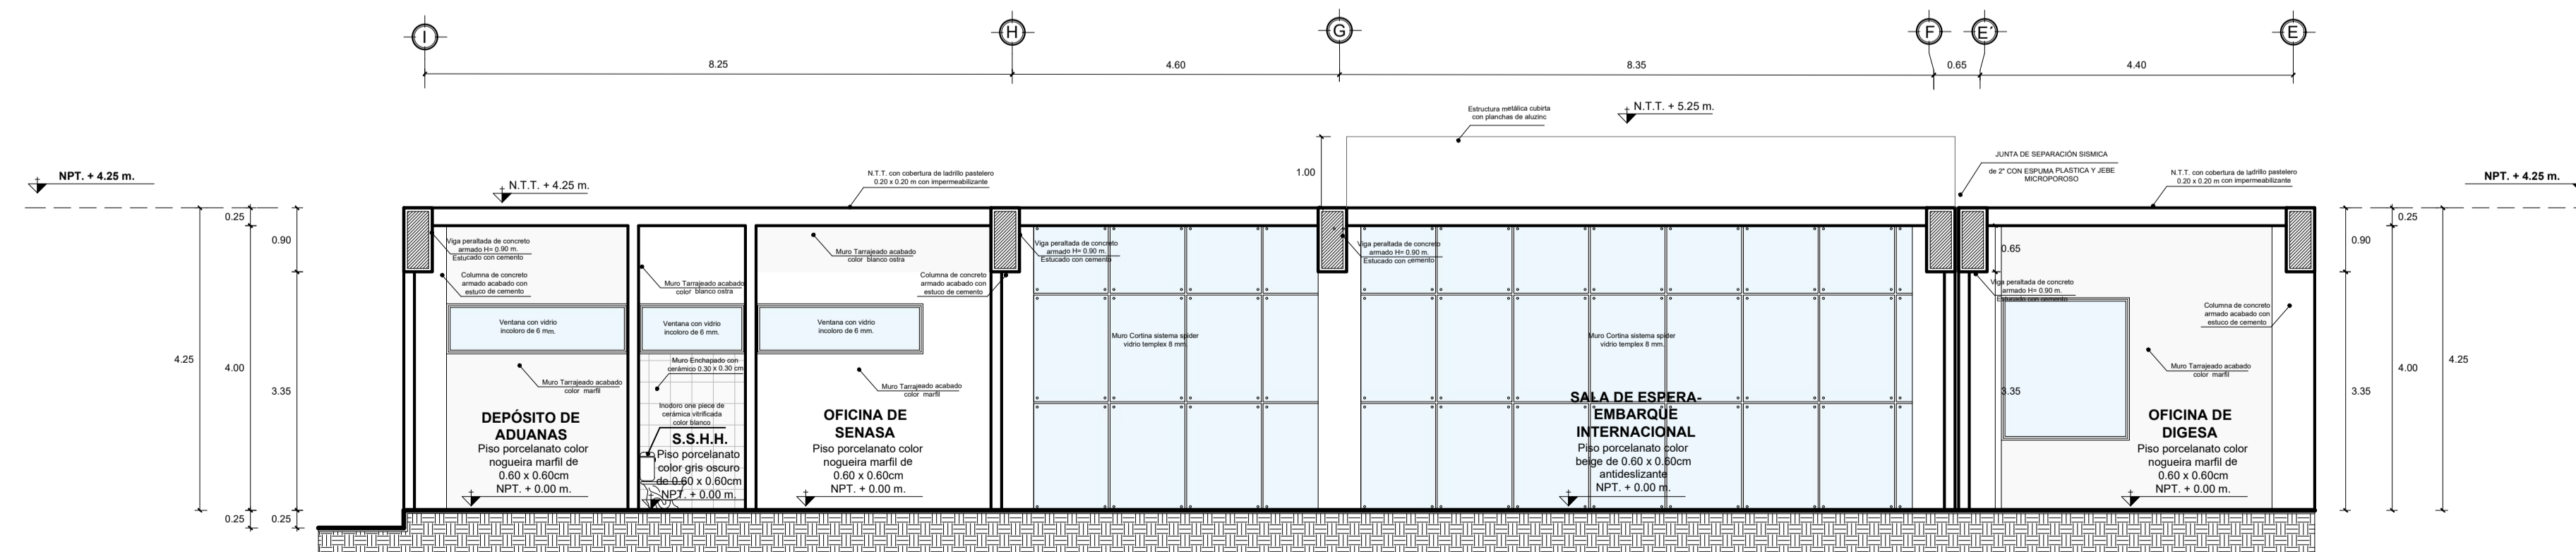 I
H
G
F
E´
E
8.25
4.60
8.35
0.65
4.40
Estructura metálica cubirta
con planchas de aluzinc
N.T.T. + 5.25 m.
1.00
JUNTA DE SEPARACIÓN SISMICA
de 2" CON ESPUMA PLASTICA Y JEBE
MICROPOROSO
NPT. + 4.25 m.
N.T.T. + 4.25 m.
N.T.T. con cobertura de ladrillo pastelero
0.20 x 0.20 m con impermeabilizante
N.T.T. con cobertura de ladrillo pastelero
0.20 x 0.20 m con impermeabilizante
NPT. + 4.25 m.
4.25
0.25
4.00
0.25
0.90
3.35
0.25
Viga peraltada de concreto
armado H= 0.90 m.
Estucado con cemento
Columna de concreto
armado acabado con
estuco de cemento
Ventana con vidrio
incoloro de 6 mm.
Muro Tarrajeado acabado
color marfil
DEPÓSITO DE
ADUANAS
Piso porcelanato color
nogueira marfil de
0.60 x 0.60cm
NPT. + 0.00 m.
Muro Tarrajeado acabado
color blanco ostra
Ventana con vidrio
incoloro de 6 mm.
Muro Enchapado con
cerámico 0.30 x 0.30 cm
Inodoro one piece de
cerámica vitrificada
color blanco
S.S.H.H.
Piso porcelanato
color gris oscuro
de 0.60 x 0.60cm
NPT. + 0.00 m.
Muro Tarrajeado acabado
color blanco ostra
Columna de concreto
armado acabado con
estuco de cemento
Ventana con vidrio
incoloro de 6 mm.
Muro Tarrajeado acabado
color marfil
OFICINA DE
SENASA
Piso porcelanato color
nogueira marfil de
0.60 x 0.60cm
NPT. + 0.00 m.
Viga peraltada de concreto
armado H= 0.90 m.
Estucado con cemento
Muro Cortina sistema spider
vidrio templex 8 mm.
Viga peraltada de concreto
armado H= 0.90 m.
Estucado con cemento
Muro Cortina sistema spider
vidrio templex 8 mm.
SALA DE ESPERA-
EMBARQUE
INTERNACIONAL
Piso porcelanato color
beige de 0.60 x 0.60cm
antideslizante
NPT. + 0.00 m.
0.65
Viga peraltada de concreto
armado H= 0.90 m.
Estucado con cemento
3.35
Columna de concreto
armado acabado con
estuco de cemento
Muro Tarrajeado acabado
color marfil
OFICINA DE
DIGESA
Piso porcelanato color
nogueira marfil de
0.60 x 0.60cm
NPT. + 0.00 m.
0.90
3.35
0.25
4.00
4.25